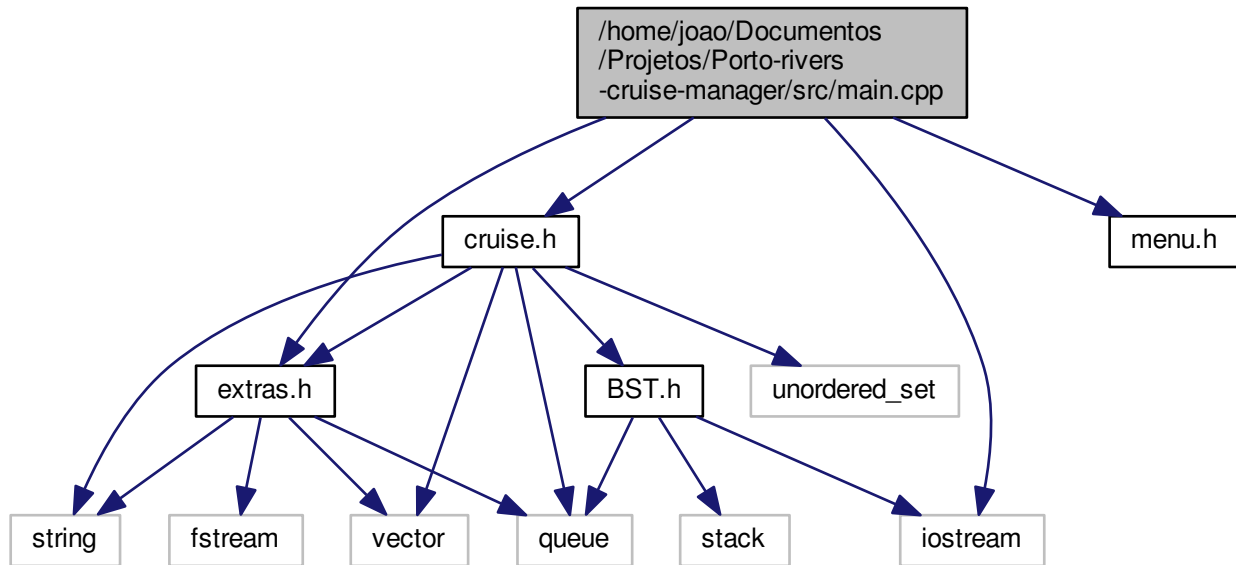 /home/joao/Documentos
/Projetos/Porto-rivers
-cruise-manager/src/main.cpp
cruise.h
menu.h
extras.h
BST.h
unordered_set
string
fstream
vector
queue
stack
iostream